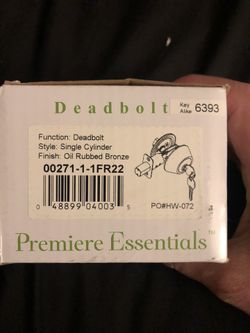 Deadbolt
Key
Alike 6393
Function: Deadbolt
Style: Single Cylinder
Finish: Oil Rubbed Bronze
00271-1-1FR22
0 48899 04003 5
PO#HW-072
Premiere Essentials™